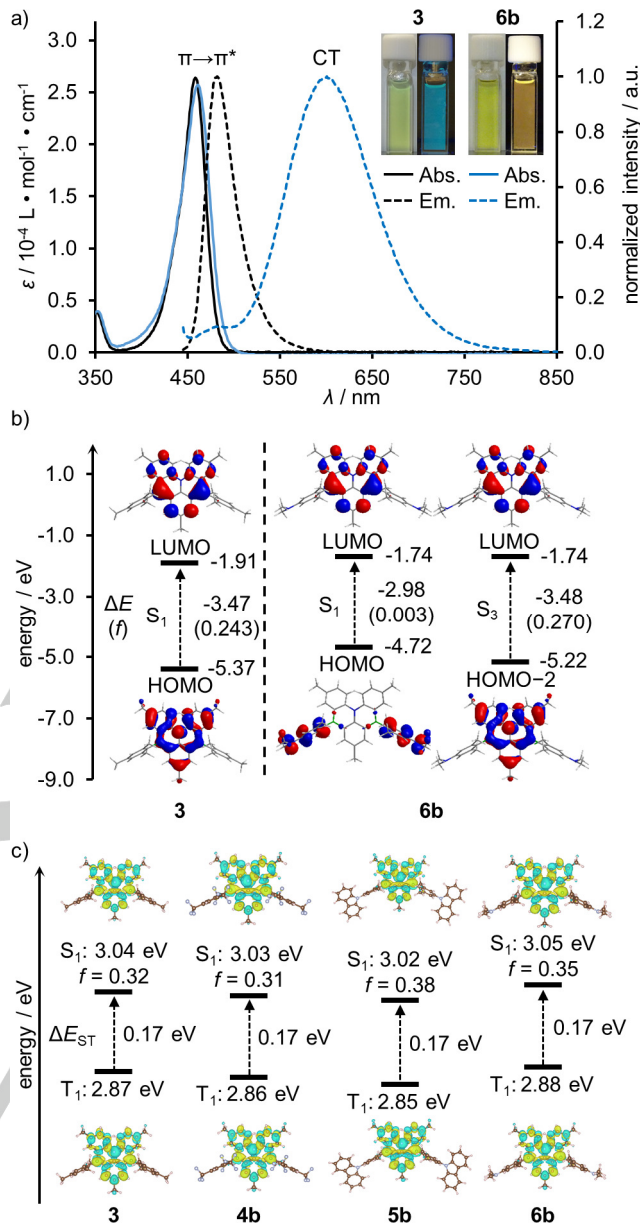 a)
3 6b
π→π* CT
3.0
2.5
2.0
1.5
1.0
0.5
0.0
ε / 10⁻⁴ L • mol⁻¹ • cm⁻¹
1.2
1.0
0.8
0.6
0.4
0.2
0.0
normalized intensity / a.u.
Abs. Abs.
Em. Em.
350 450 550 650 750 850
λ / nm
b)
energy / eV
1.0
-1.0
-3.0
-5.0
-7.0
-9.0
LUMO LUMO LUMO
-1.91 -1.74 -1.74
ΔE
(f)
S₁ -3.47
(0.243)
S₁ -2.98
(0.003)
S₃ -3.48
(0.270)
-5.37 -4.72 -5.22
HOMO HOMO HOMO−2
3 6b
c)
energy / eV
S₁: 3.04 eV S₁: 3.03 eV S₁: 3.02 eV S₁: 3.05 eV
f = 0.32 f = 0.31 f = 0.38 f = 0.35
ΔE_ST 0.17 eV 0.17 eV 0.17 eV 0.17 eV
T₁: 2.87 eV T₁: 2.86 eV T₁: 2.85 eV T₁: 2.88 eV
3 4b 5b 6b